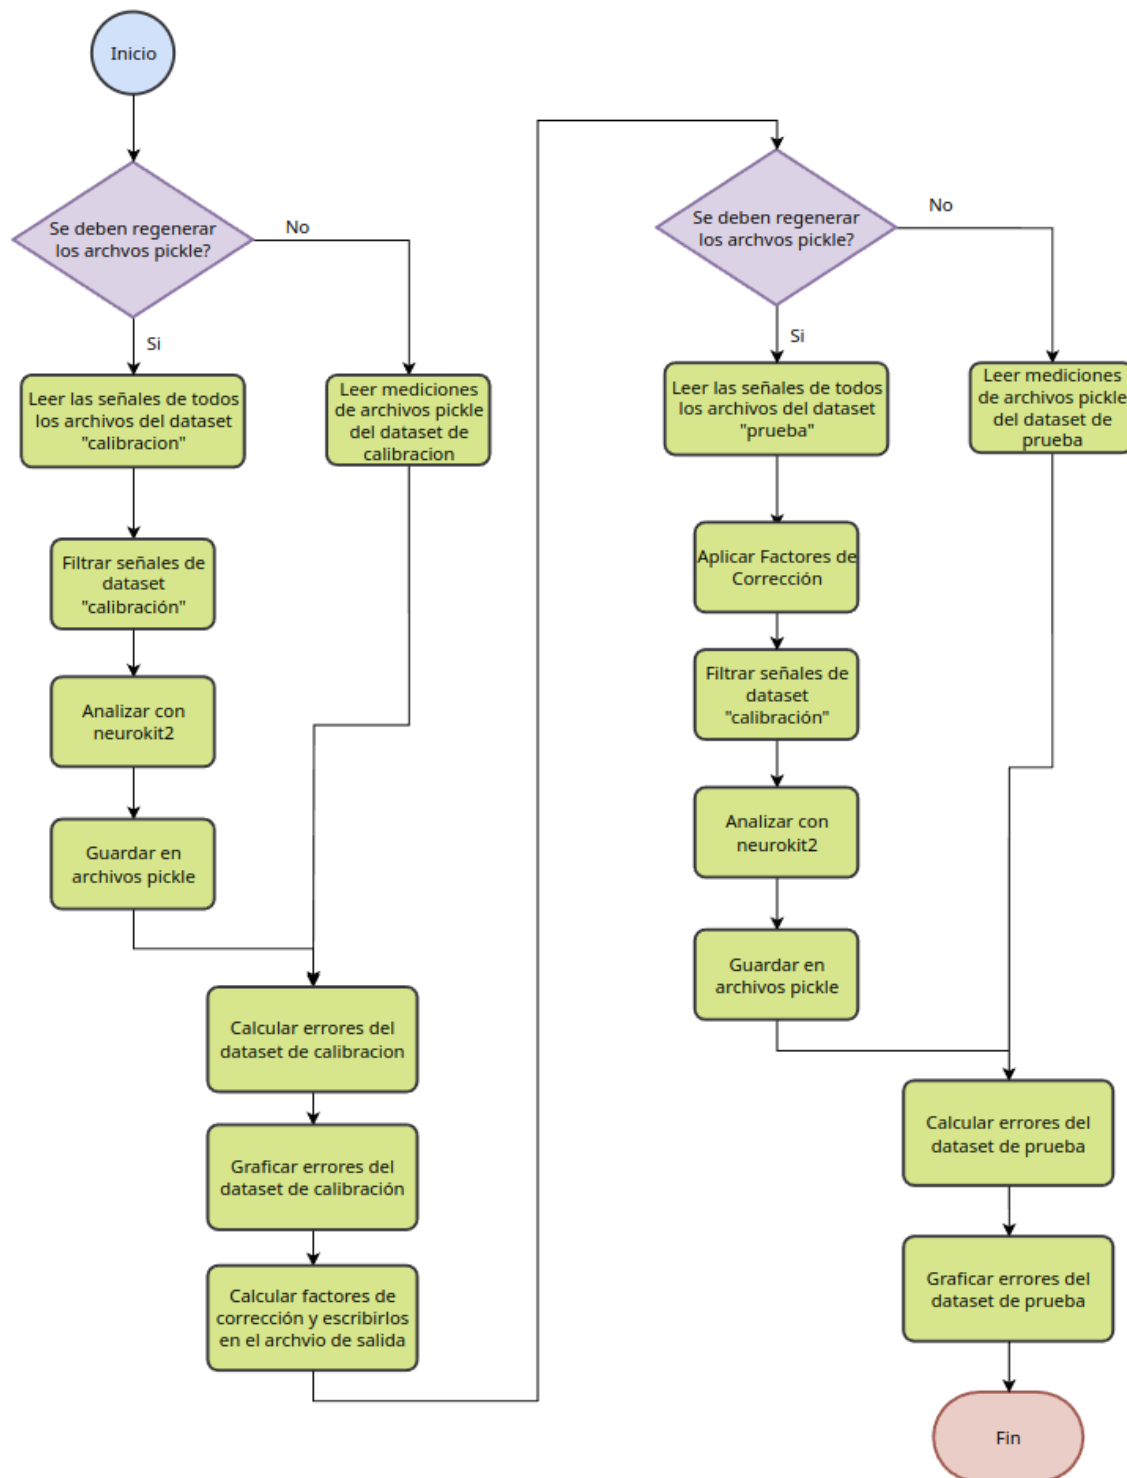 Inicio
Se deben regenerar
los archvos pickle?
No
Si
Leer las señales de todos
los archivos del dataset
"calibracion"
Leer mediciones
de archivos pickle
del dataset de
calibracion
Filtrar señales de
dataset
"calibración"
Analizar con
neurokit2
Guardar en
archivos pickle
Calcular errores del
dataset de calibracion
Graficar errores del
dataset de calibración
Calcular factores de
corrección y escribirlos
en el archvio de salida
Se deben regenerar
los archvos pickle?
No
Si
Leer las señales de todos
los archivos del dataset
"prueba"
Leer mediciones
de archivos pickle
del dataset de
prueba
Aplicar Factores de
Corrección
Filtrar señales de
dataset
"calibración"
Analizar con
neurokit2
Guardar en
archivos pickle
Calcular errores del
dataset de prueba
Graficar errores del
dataset de prueba
Fin